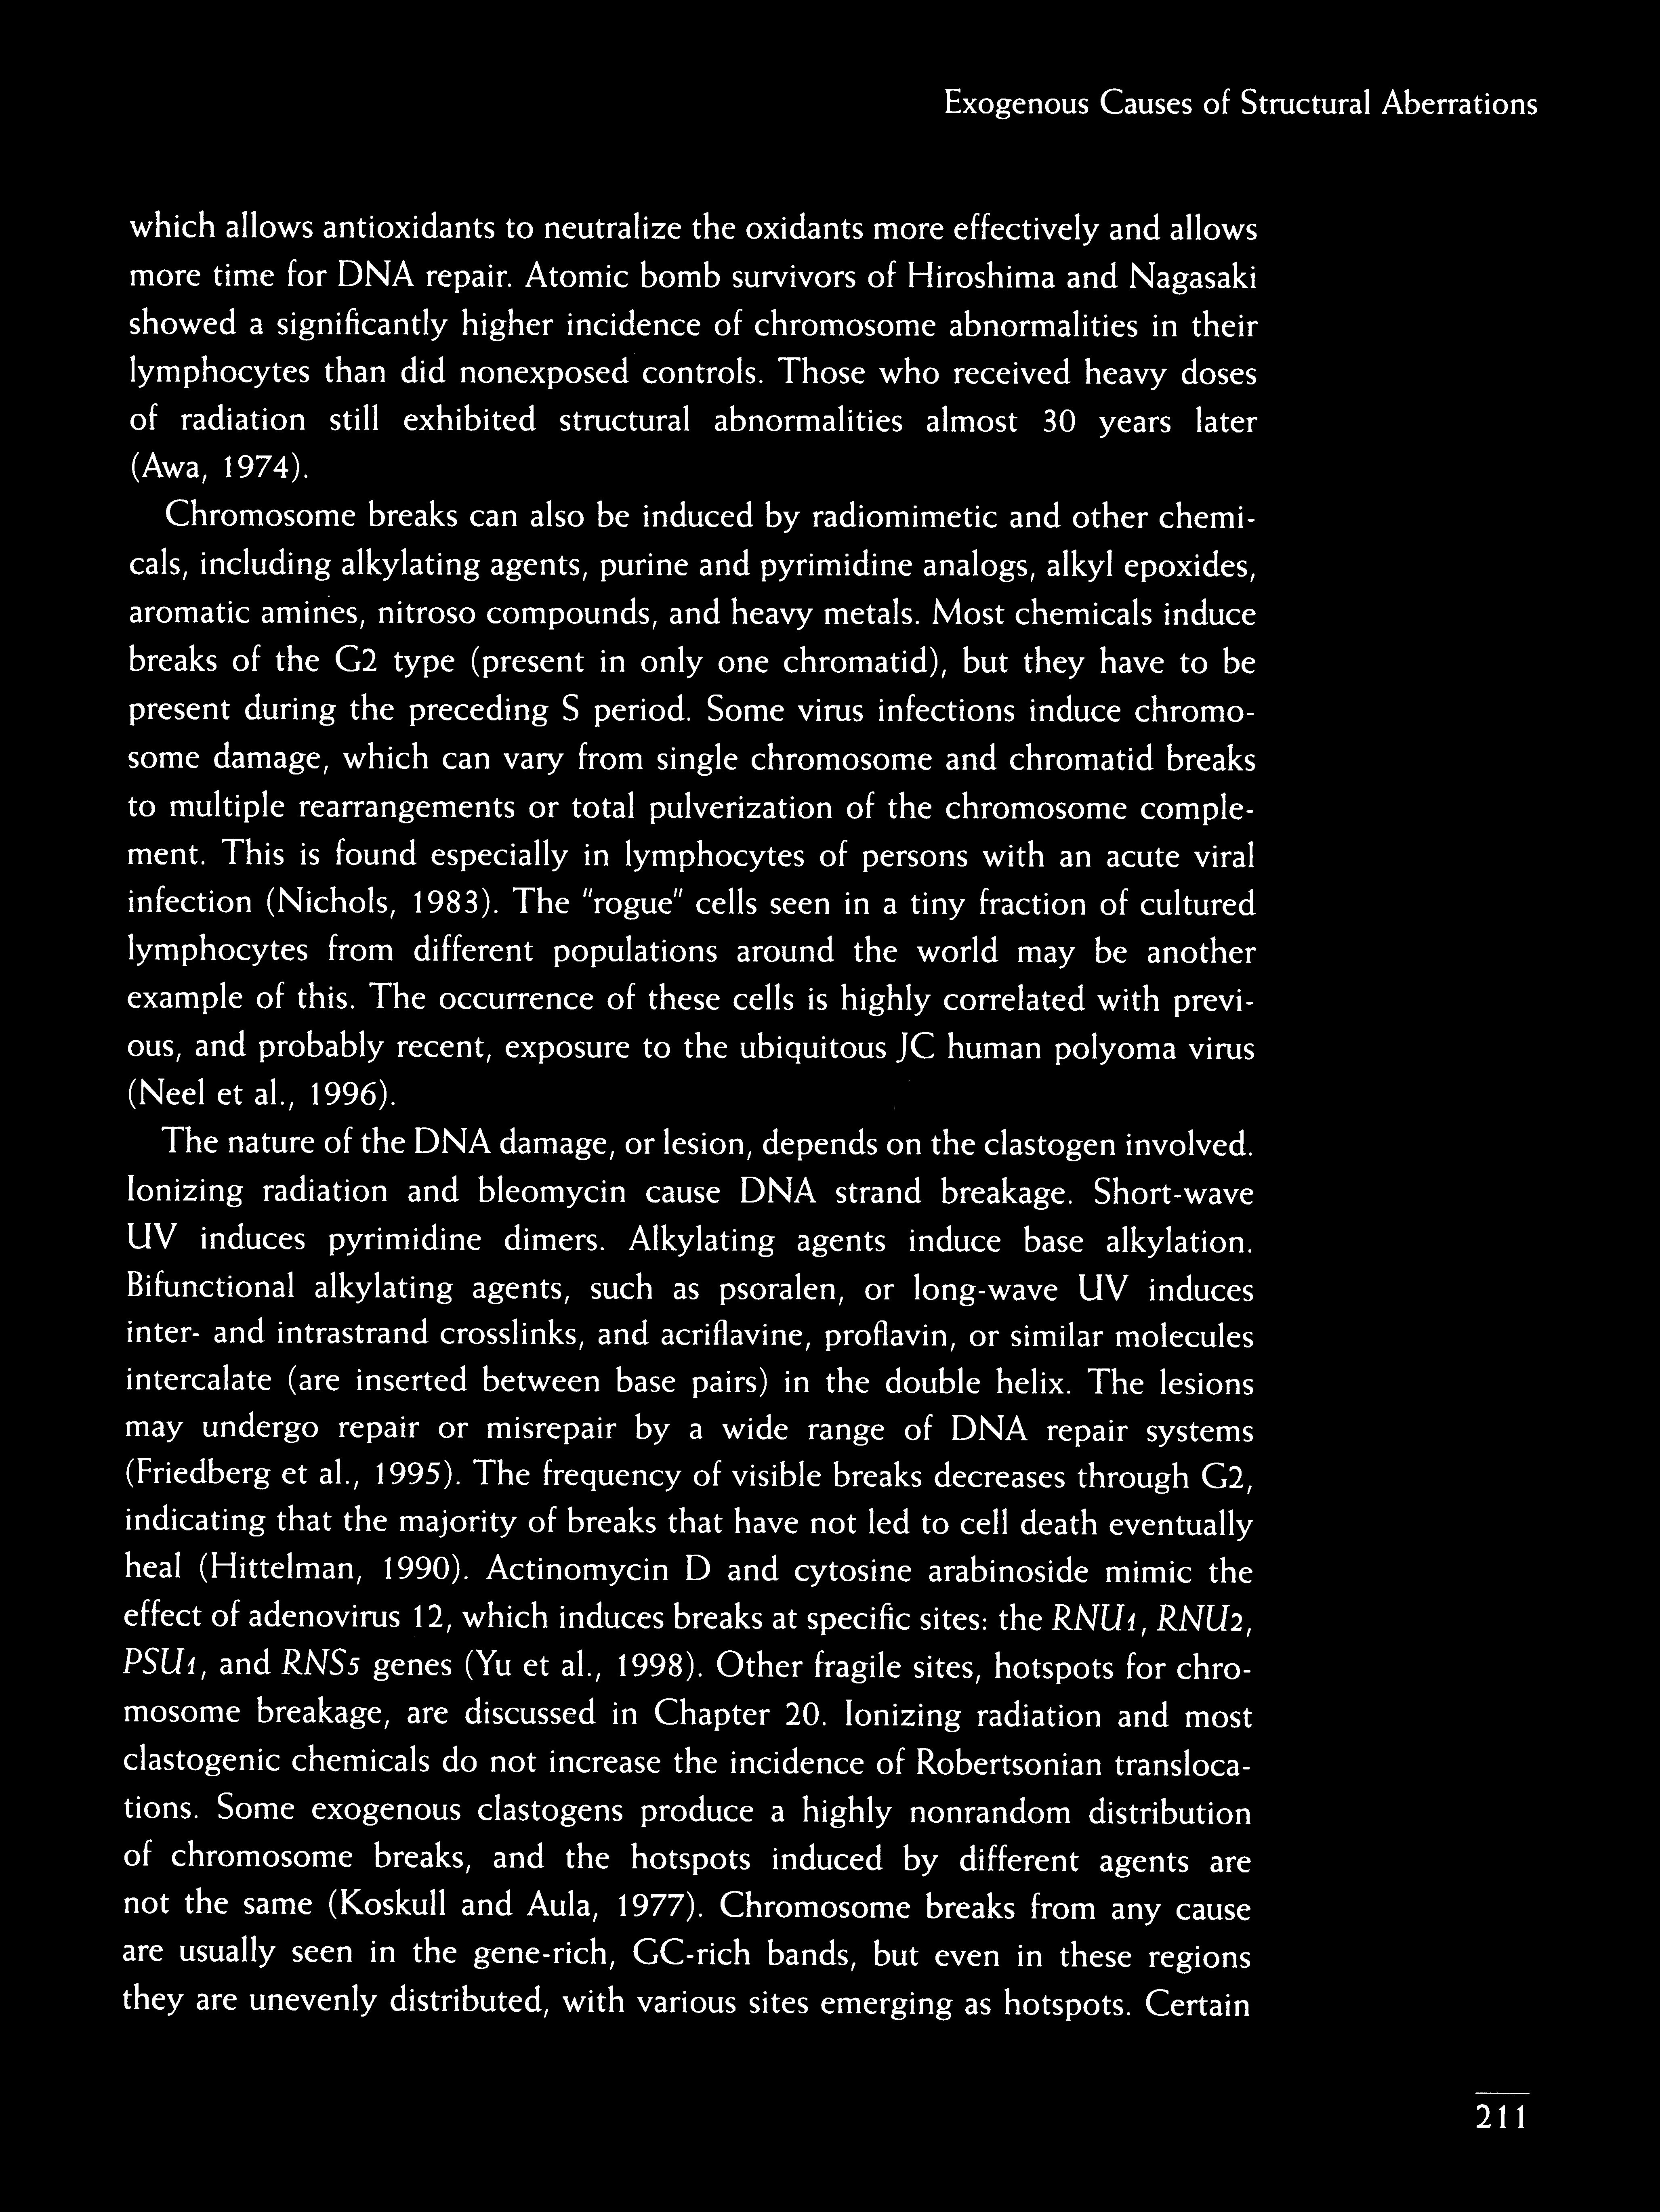 Exogenous Causes of Structural Aberrations
which allows antioxidants to neutralize the oxidants more effectively and allows
more time for DNA repair. Atomic bomb survivors of Hiroshima and Nagasaki
showed a significantly higher incidence of chromosome abnormalities in their
lymphocytes than did nonexposed controls. Those who received heavy doses
of radiation still exhibited structural abnormalities almost 30 years later
(Awa, 1974).
Chromosome breaks can also be induced by radiomimetic and other chemi-
cals, including alkylating agents, purine and pyrimidine analogs, alkyl epoxides,
aromatic amines, nitroso compounds, and heavy metals. Most chemicals induce
breaks of the G2 type (present in only one chromatid), but they have to be
present during the preceding S period. Some virus infections induce chromo-
some damage, which can vary from single chromosome and chromatid breaks
to multiple rearrangements or total pulverization of the chromosome comple-
ment. This is found especially in lymphocytes of persons with an acute viral
infection (Nichols, 1983). The "rogue" cells seen in a tiny fraction of cultured
lymphocytes from different populations around the world may be another
example of this. The occurrence of these cells is highly correlated with previ-
ous, and probably recent, exposure to the ubiquitous JC human polyoma virus
(Neel et al., 1996).
The nature of the DNA damage, or lesion, depends on the clastogen involved.
Ionizing radiation and bleomycin cause DNA strand breakage. Short-wave
UV induces pyrimidine dimers. Alkylating agents induce base alkylation.
Bifunctional alkylating agents, such as psoralen, or long-wave UV induces
inter- and intrastrand crosslinks, and acriflavine, proflavin, or similar molecules
intercalate (are inserted between base pairs) in the double helix. The lesions
may undergo repair or misrepair by a wide range of DNA repair systems
(Friedberg et al., 1995). The frequency of visible breaks decreases through G2,
indicating that the majority of breaks that have not led to cell death eventually
heal (Hittelman, 1990). Actinomycin D and cytosine arabinoside mimic the
effect of adenovirus 12, which induces breaks at specific sites: the RNU1, RNU2,
PSU1, and RNS5 genes (Yu et al., 1998). Other fragile sites, hotspots for chro-
mosome breakage, are discussed in Chapter 20. Ionizing radiation and most
clastogenic chemicals do not increase the incidence of Robertsonian transloca-
tions. Some exogenous clastogens produce a highly nonrandom distribution
of chromosome breaks, and the hotspots induced by different agents are
not the same (Koskull and Aula, 1977). Chromosome breaks from any cause
are usually seen in the gene-rich, GC-rich bands, but even in these regions
they are unevenly distributed, with various sites emerging as hotspots. Certain
211